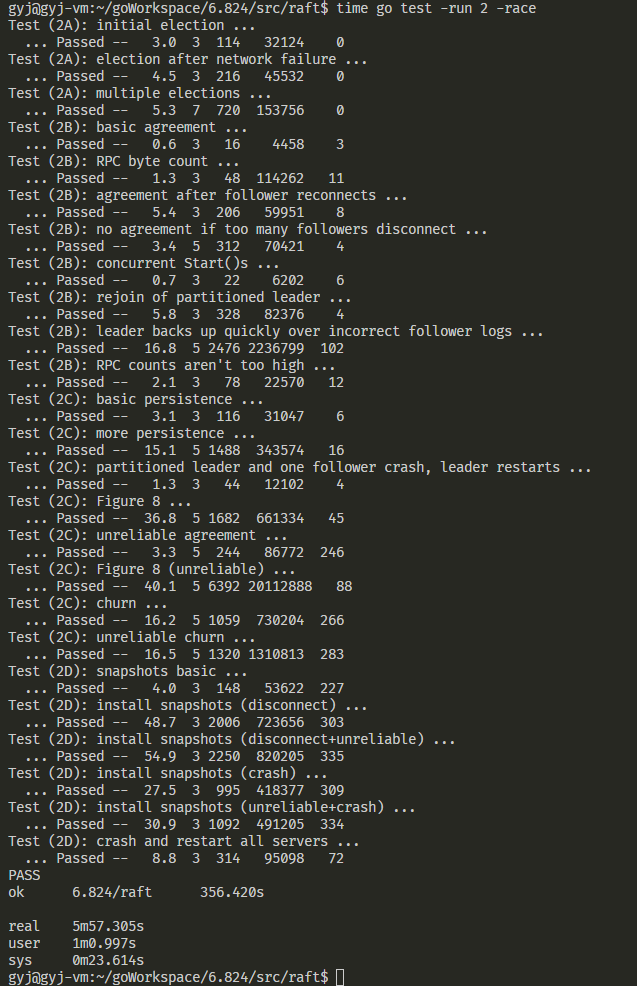 gyj@gyj-vm:~/goWorkspace/6.824/src/raft$ time go test -run 2 -race
Test (2A): initial election ...
  ... Passed --   3.0  3  114   32124    0
Test (2A): election after network failure ...
  ... Passed --   4.5  3  216   45532    0
Test (2A): multiple elections ...
  ... Passed --   5.3  7  720  153756    0
Test (2B): basic agreement ...
  ... Passed --   0.6  3   16    4458    3
Test (2B): RPC byte count ...
  ... Passed --   1.3  3   48  114262   11
Test (2B): agreement after follower reconnects ...
  ... Passed --   5.4  3  206   59951    8
Test (2B): no agreement if too many followers disconnect ...
  ... Passed --   3.4  5  312   70421    4
Test (2B): concurrent Start()s ...
  ... Passed --   0.7  3   22    6202    6
Test (2B): rejoin of partitioned leader ...
  ... Passed --   5.8  3  328   82376    4
Test (2B): leader backs up quickly over incorrect follower logs ...
  ... Passed --  16.8  5 2476 2236799  102
Test (2B): RPC counts aren't too high ...
  ... Passed --   2.1  3   78   22570   12
Test (2C): basic persistence ...
  ... Passed --   3.1  3  116   31047    6
Test (2C): more persistence ...
  ... Passed --  15.1  5 1488  343574   16
Test (2C): partitioned leader and one follower crash, leader restarts ...
  ... Passed --   1.3  3   44   12102    4
Test (2C): Figure 8 ...
  ... Passed --  36.8  5 1682  661334   45
Test (2C): unreliable agreement ...
  ... Passed --   3.3  5  244   86772  246
Test (2C): Figure 8 (unreliable) ...
  ... Passed --  40.1  5 6392 20112888   88
Test (2C): churn ...
  ... Passed --  16.2  5 1059  730204  266
Test (2C): unreliable churn ...
  ... Passed --  16.5  5 1320 1310813  283
Test (2D): snapshots basic ...
  ... Passed --   4.0  3  148   53622  227
Test (2D): install snapshots (disconnect) ...
  ... Passed --  48.7  3 2006  723656  303
Test (2D): install snapshots (disconnect+unreliable) ...
  ... Passed --  54.9  3 2250  820205  335
Test (2D): install snapshots (crash) ...
  ... Passed --  27.5  3  995  418377  309
Test (2D): install snapshots (unreliable+crash) ...
  ... Passed --  30.9  3 1092  491205  334
Test (2D): crash and restart all servers ...
  ... Passed --   8.8  3  314   95098   72
PASS
ok      6.824/raft      356.420s

real    5m57.305s
user    1m0.997s
sys     0m23.614s
gyj@gyj-vm:~/goWorkspace/6.824/src/raft$